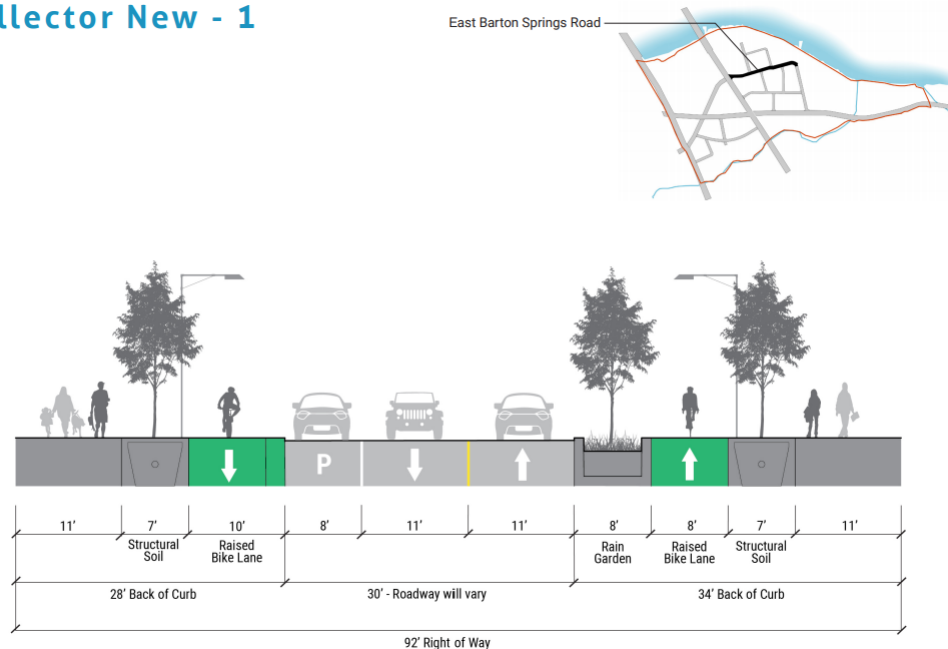 llector New - 1
East Barton Springs Road
P
11' 7' 10' 8' 11' 11' 8' 8' 7' 11'
Structural Soil
Raised Bike Lane
Rain Garden
Raised Bike Lane
Structural Soil
28' Back of Curb
30' - Roadway will vary
34' Back of Curb
92' Right of Way